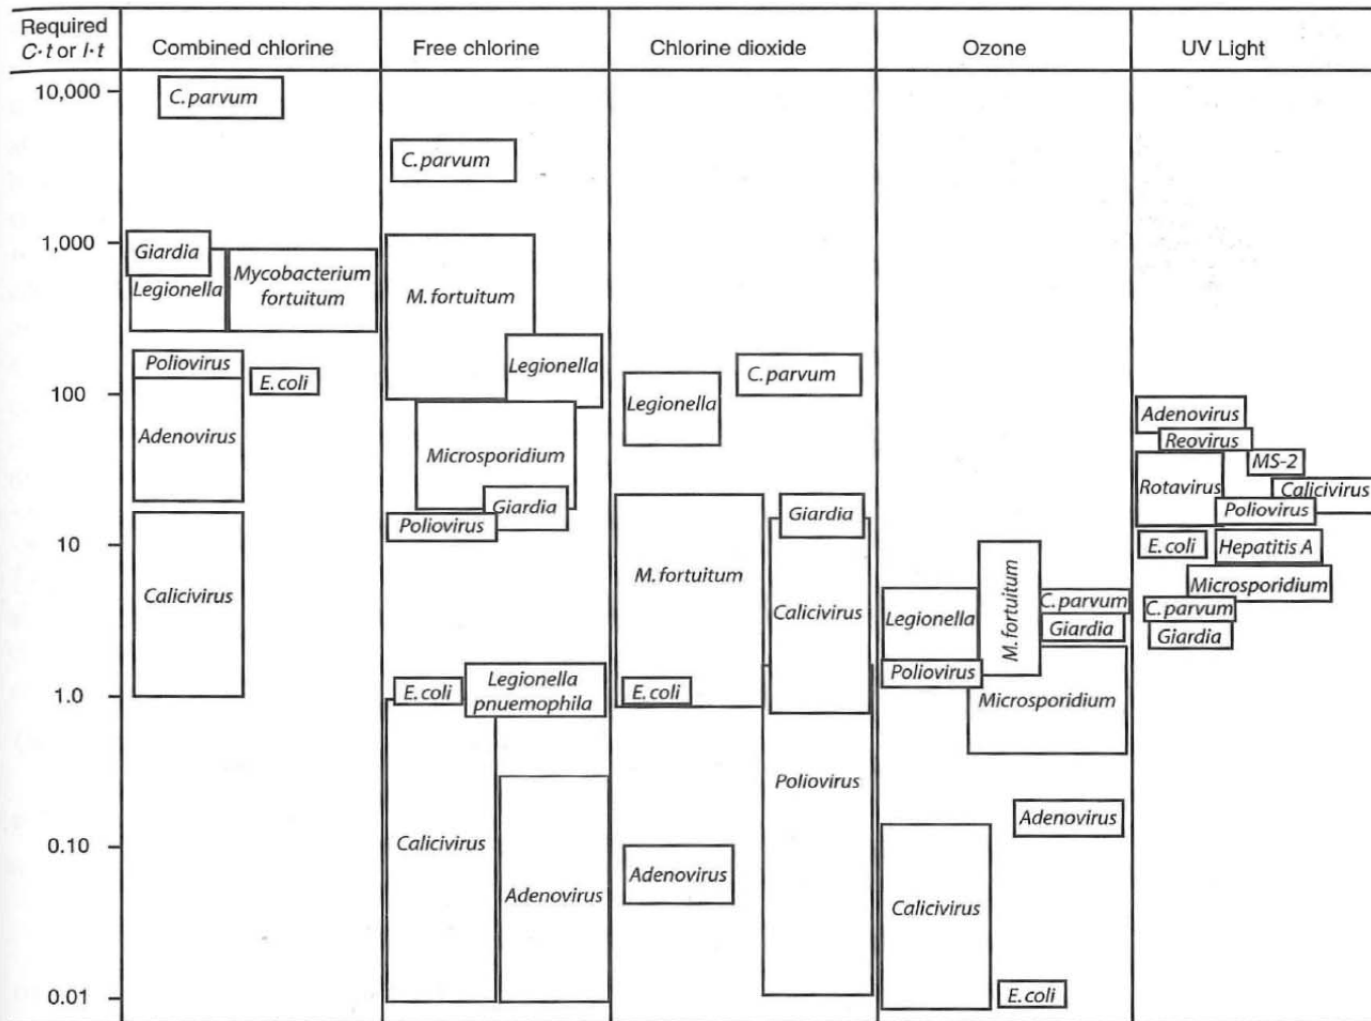 Required
C·t or I·t
Combined chlorine
Free chlorine
Chlorine dioxide
Ozone
UV Light
10,000
1,000
100
10
1.0
0.10
0.01
C. parvum
Giardia
Legionella
Mycobacterium
fortuitum
Poliovirus
E. coli
Adenovirus
Calicivirus
C. parvum
M. fortuitum
Legionella
Microsporidium
Giardia
Poliovirus
E. coli
Legionella
pnuemophila
Calicivirus
Adenovirus
C. parvum
Legionella
Giardia
M. fortuitum
Calicivirus
E. coli
Poliovirus
Adenovirus
Legionella
M. fortuitum
C. parvum
Giardia
Poliovirus
Microsporidium
Adenovirus
Calicivirus
E. coli
Adenovirus
Reovirus
MS-2
Rotavirus
Calicivirus
Poliovirus
E. coli
Hepatitis A
Microsporidium
C. parvum
Giardia